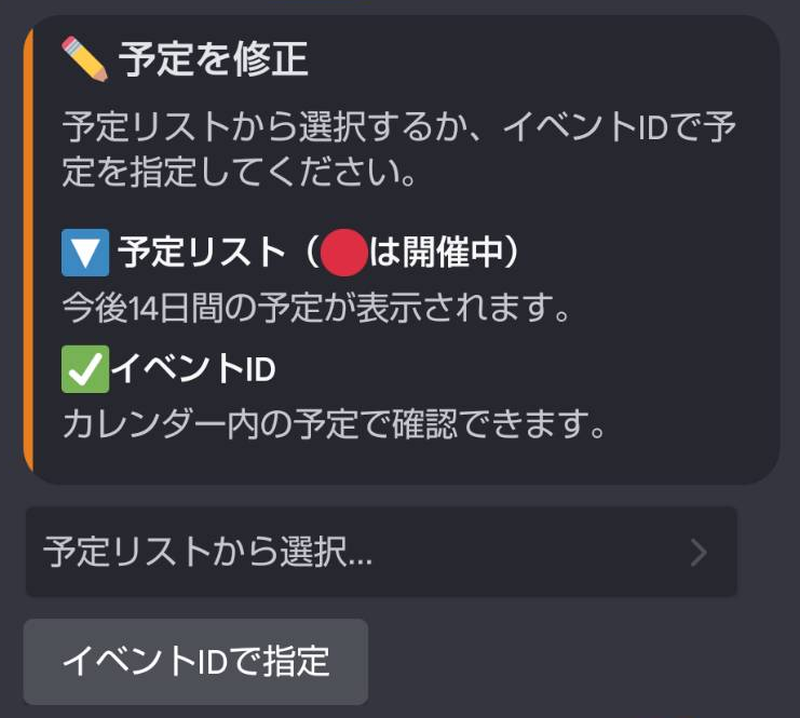 ✏️ 予定を修正
予定リストから選択するか、イベントIDで予
定を指定してください。
🔽 予定リスト（🔴は開催中）
今後14日間の予定が表示されます。
✅イベントID
カレンダー内の予定で確認できます。
予定リストから選択...
イベントIDで指定